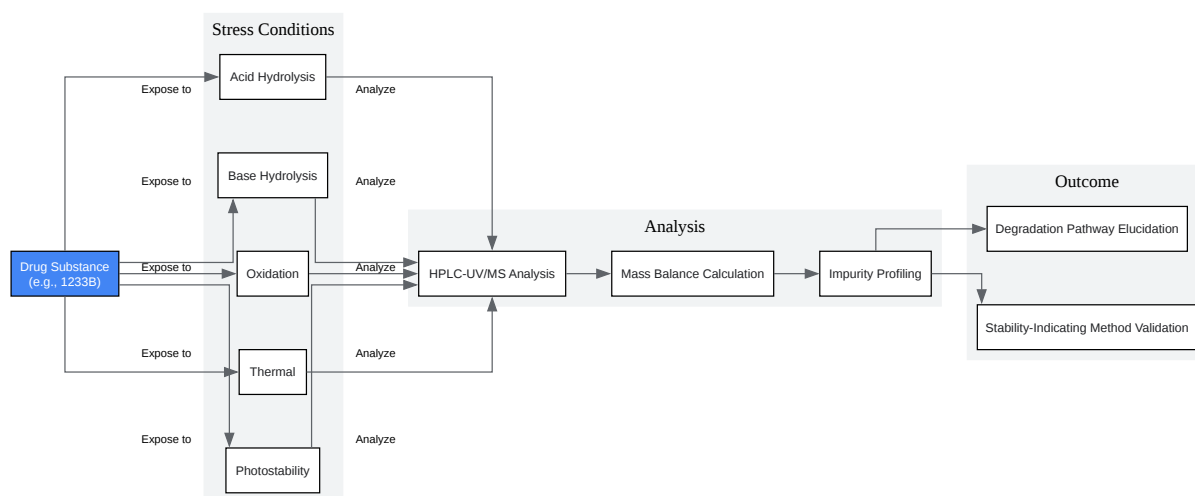 Stress Conditions
Acid Hydrolysis
Expose to
Analyze
Base Hydrolysis
Expose to
Analyze
Drug Substance
(e.g., 1233B)
Expose to
Oxidation
Analyze
Thermal
Expose to
Analyze
Photostability
Expose to
Analyze
Analysis
HPLC-UV/MS Analysis
Mass Balance Calculation
Impurity Profiling
Outcome
Degradation Pathway Elucidation
Stability-Indicating Method Validation